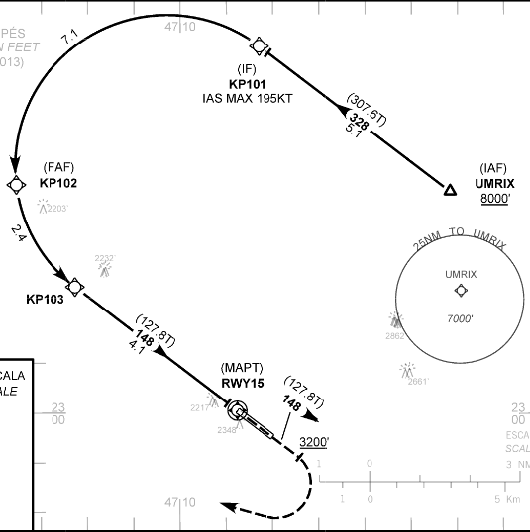 PÉS
N FEET
013)
47 10
7.1
(IF)
KP101
IAS MAX 195KT
(307.6T)
328
5.1
(FAF)
KP102
2203'
(IAF)
UMRIX
8000'
2.4
25NM TO UMRIX
UMRIX
7000'
2862'
2661'
2232'
KP103
(127.8T)
148
4.1
(MAPT)
RWY15
(127.8T)
148
2217'
2348'
3200'
CALA
ALE
23
00
23
00
ESCA
SCAL
1 0 3 NM
1 0 5 Km
47 10